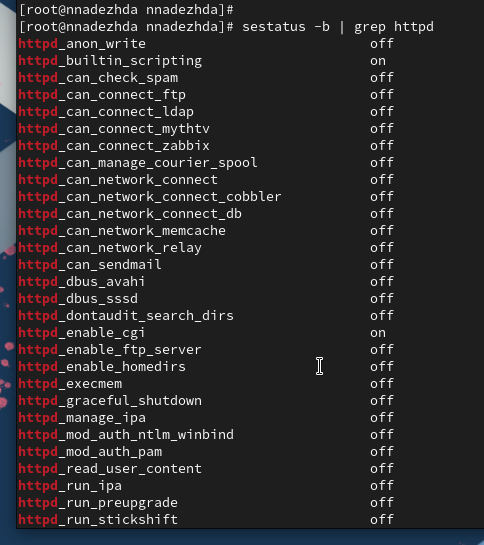 [root@nnadezhda nnadezhda]#
[root@nnadezhda nnadezhda]# sestatus -b | grep httpd
httpd_anon_write off
httpd_builtin_scripting on
httpd_can_check_spam off
httpd_can_connect_ftp off
httpd_can_connect_ldap off
httpd_can_connect_mythtv off
httpd_can_connect_zabbix off
httpd_can_manage_courier_spool off
httpd_can_network_connect off
httpd_can_network_connect_cobbler off
httpd_can_network_connect_db off
httpd_can_network_memcache off
httpd_can_network_relay off
httpd_can_sendmail off
httpd_dbus_avahi off
httpd_dbus_sssd off
httpd_dontaudit_search_dirs off
httpd_enable_cgi on
httpd_enable_ftp_server off
httpd_enable_homedirs off
httpd_execmem off
httpd_graceful_shutdown off
httpd_manage_ipa off
httpd_mod_auth_ntlm_winbind off
httpd_mod_auth_pam off
httpd_read_user_content off
httpd_run_ipa off
httpd_run_preupgrade off
httpd_run_stickshift off